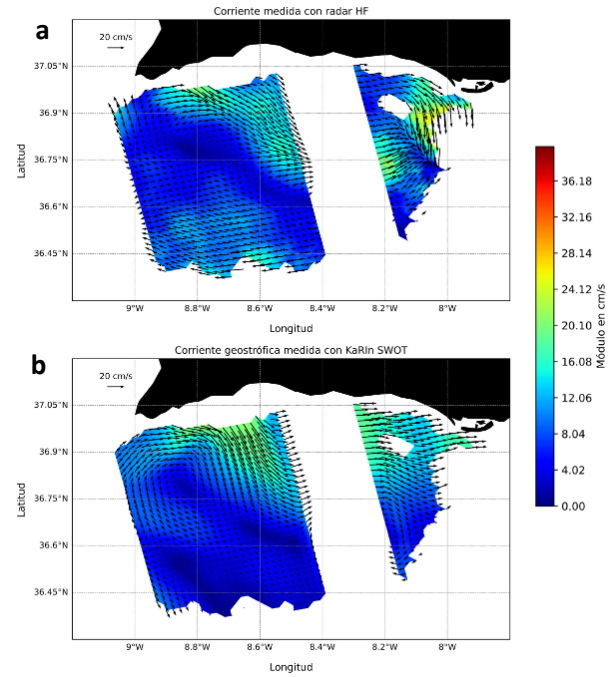 Corriente medida con radar HF
a
20 cm/s
37.05°N
36.9°N
36.75°N
36.6°N
36.45°N
Latitud
9°W
8.8°W
8.6°W
8.4°W
8.2°W
8°W
Longitud
Corriente geostrófica medida con KaRIn SWOT
b
20 cm/s
37.05°N
36.9°N
36.75°N
36.6°N
36.45°N
Latitud
9°W
8.8°W
8.6°W
8.4°W
8.2°W
8°W
Longitud
36.18
32.16
28.14
24.12
20.10
16.08
12.06
8.04
4.02
0.00
Módulo en cm/s